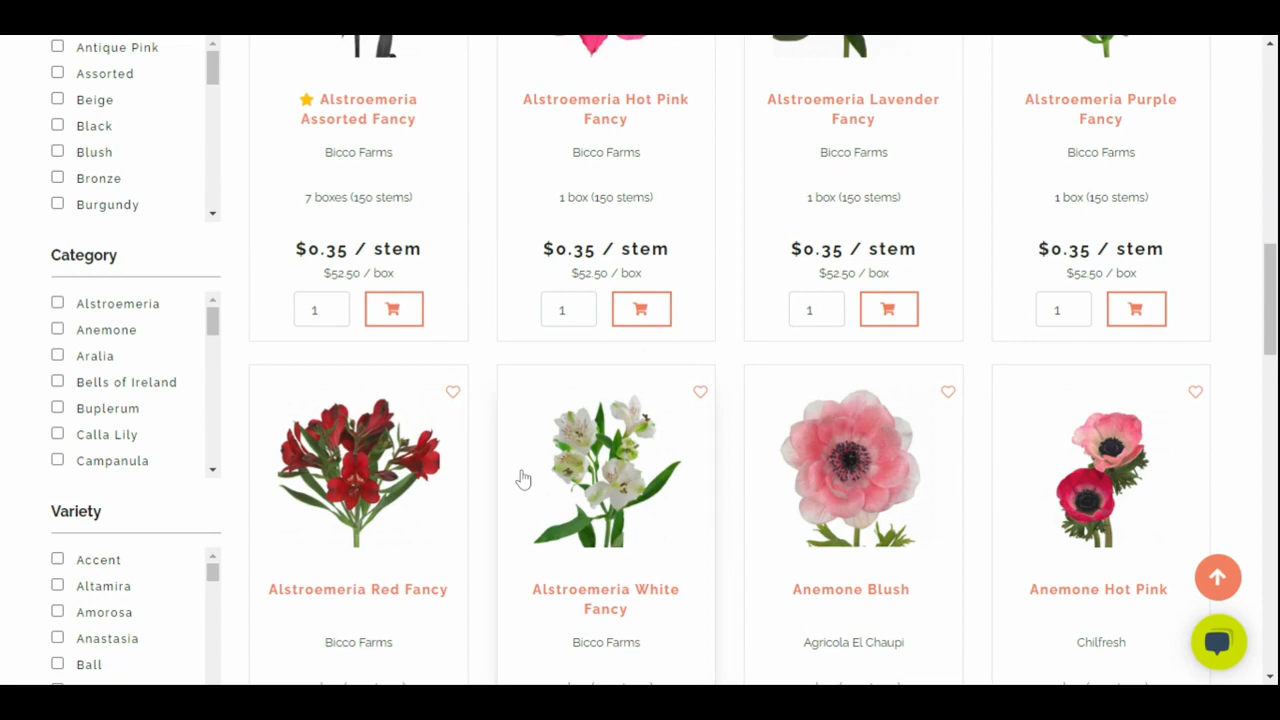 Antique Pink
Assorted
Beige
Black
Blush
Bronze
Burgundy
Category
Alstroemeria
Anemone
Aralia
Bells of Ireland
Buplerum
Calla Lily
Campanula
Variety
Accent
Altamira
Amorosa
Anastasia
Ball
Alstroemeria
Assorted Fancy
Bicco Farms
7 boxes (150 stems)
$0.35 / stem
$52.50 / box
1
Alstroemeria Hot Pink
Fancy
Bicco Farms
1 box (150 stems)
$0.35 / stem
$52.50 / box
1
Alstroemeria Lavender
Fancy
Bicco Farms
1 box (150 stems)
$0.35 / stem
$52.50 / box
1
Alstroemeria Purple
Fancy
Bicco Farms
1 box (150 stems)
$0.35 / stem
$52.50 / box
1
Alstroemeria Red Fancy
Bicco Farms
Alstroemeria White
Fancy
Bicco Farms
Anemone Blush
Agricola El Chaupi
Anemone Hot Pink
Chilfresh